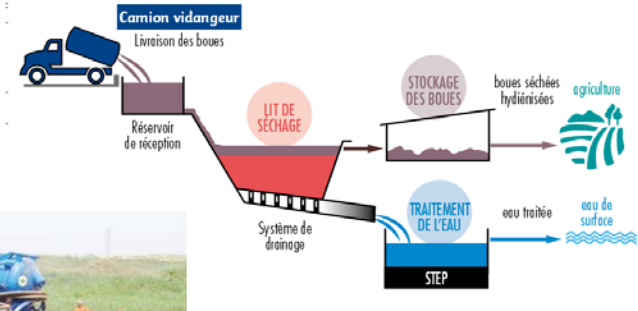 Camion vidangeur
Livraison des boues
Réservoir
de réception
LIT DE
SÉCHAGE
Système de
drainage
STOCKAGE
DES BOUES
boues séchées
hydiénisées
agriculture
TRAITEMENT
DE L'EAU
STEP
eau traitée
eau de
surface